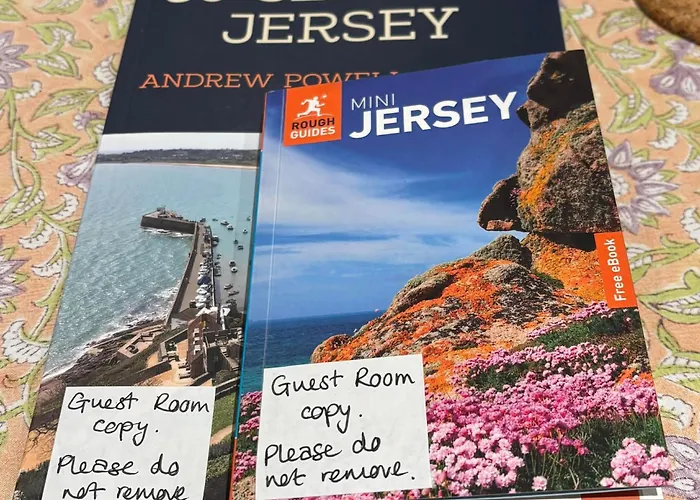 JERSEY
ANDREW POWELL
ROUGH
GUIDES
MINI
JERSEY
Free eBook
Guest Room
copy.
Please do
not remove
Guest Room
copy.
Please do
not remove.